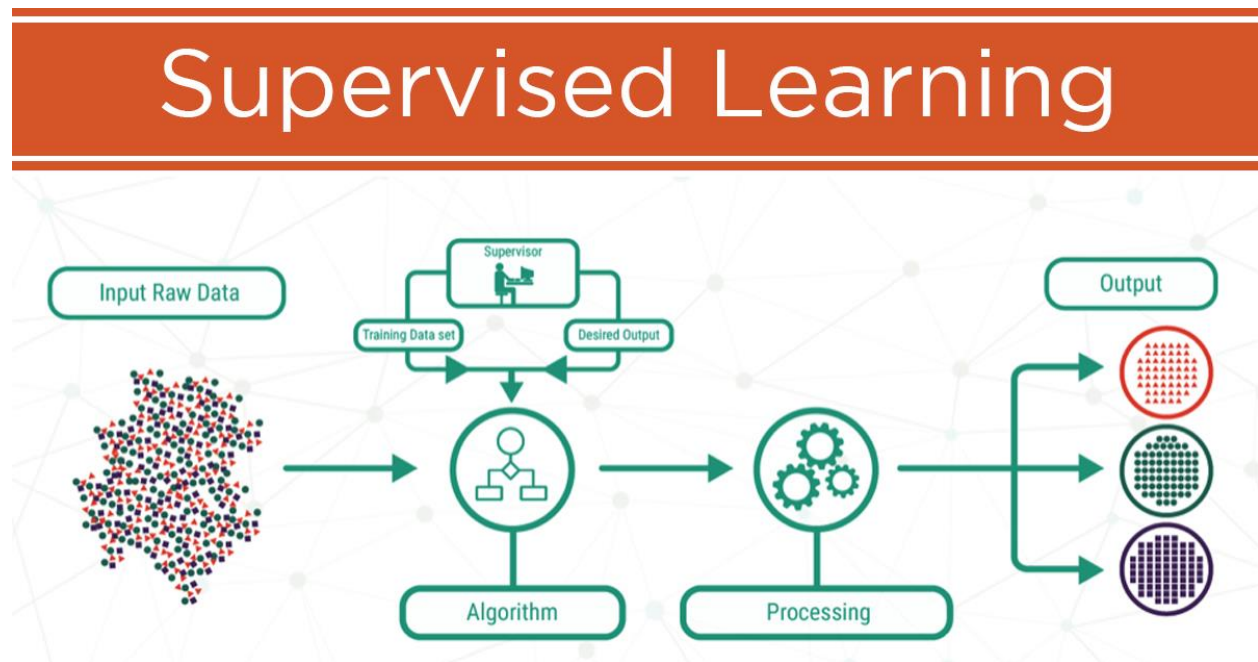 Supervised Learning
Input Raw Data
Supervisor
Training Data set
Desired Output
Output
Algorithm
Processing